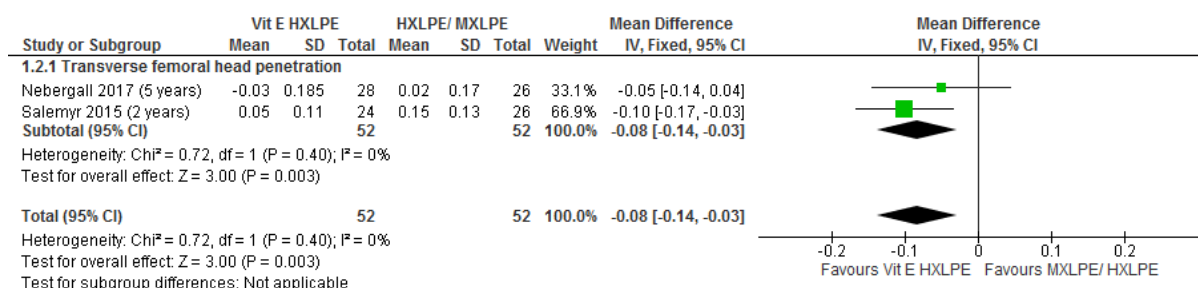 Vit E HXLPE HXLPE/ MXLPE Mean Difference Mean Difference
Study or Subgroup Mean SD Total Mean SD Total Weight IV, Fixed, 95% CI IV, Fixed, 95% CI
1.2.1 Transverse femoral head penetration
Nebergall 2017 (5 years) -0.03 0.185 28 0.02 0.17 26 33.1% -0.05 [-0.14, 0.04]
Salemyr 2015 (2 years) 0.05 0.11 24 0.15 0.13 26 66.9% -0.10 [-0.17, -0.03]
Subtotal (95% CI) 52 52 100.0% -0.08 [-0.14, -0.03]
Heterogeneity: Chi² = 0.72, df = 1 (P = 0.40); I² = 0%
Test for overall effect: Z = 3.00 (P = 0.003)
Total (95% CI) 52 52 100.0% -0.08 [-0.14, -0.03]
Heterogeneity: Chi² = 0.72, df = 1 (P = 0.40); I² = 0%
Test for overall effect: Z = 3.00 (P = 0.003)
Test for subgroup differences: Not applicable
-0.2 -0.1 0 0.1 0.2
Favours Vit E HXLPE Favours MXLPE/ HXLPE